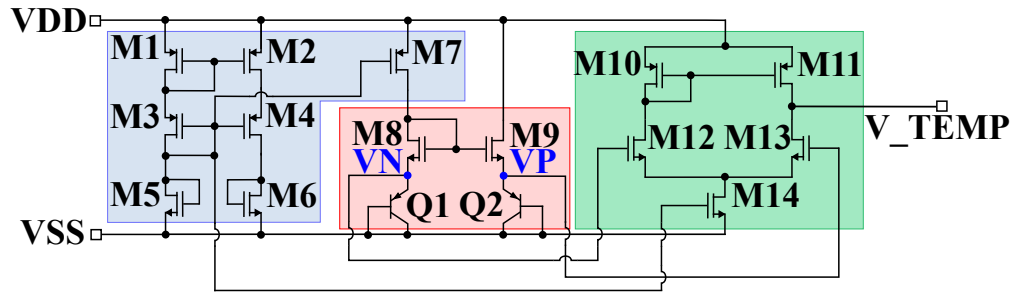 VDD
M1 M2 M7
M10 M11
M3 M4
V_TEMP
M8 M9
M12 M13
VN VP
M5 M6
M14
Q1 Q2
VSS